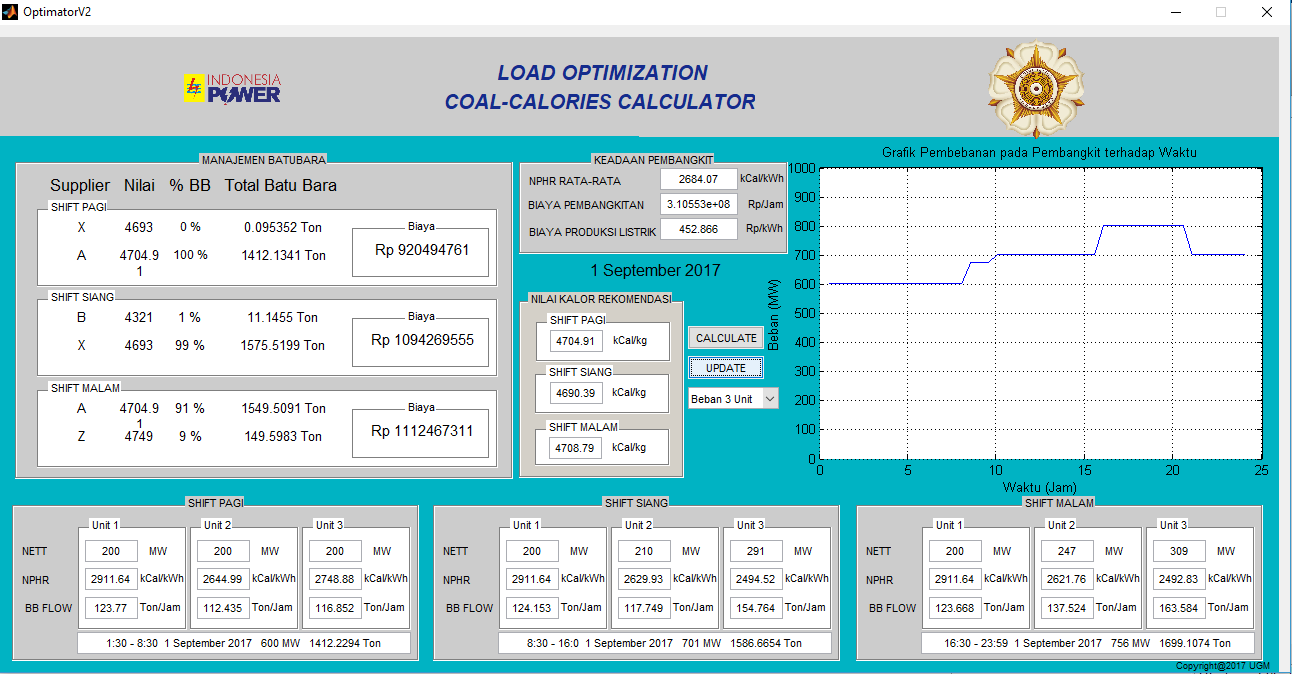 OptimatorV2
INDONESIA
POWER
LOAD OPTIMIZATION
COAL-CALORIES CALCULATOR
MANAJEMEN BATUBARA
Supplier Nilai % BB Total Batu Bara
SHIFT PAGI
X 4693 0 % 0.095352 Ton
A 4704.9
1 100 % 1412.1341 Ton
Biaya
Rp 920494761
SHIFT SIANG
B 4321 1 % 11.1455 Ton
X 4693 99 % 1575.5199 Ton
Biaya
Rp 1094269555
SHIFT MALAM
A 4704.9
1 91 % 1549.5091 Ton
Z 4749 9 % 149.5983 Ton
Biaya
Rp 1112467311
KEADAAN PEMBANGKIT
NPHR RATA-RATA 2684.07 kCal/kWh
BIAYA PEMBANGKITAN 3.10553e+08 Rp/Jam
BIAYA PRODUKSI LISTRIK 452.866 Rp/kWh
1 September 2017
NILAI KALOR REKOMENDASI
SHIFT PAGI
4704.91 kCal/kg
SHIFT SIANG
4690.39 kCal/kg
SHIFT MALAM
4708.79 kCal/kg
CALCULATE
UPDATE
Beban 3 Unit
Grafik Pembebanan pada Pembangkit terhadap Waktu
1000
900
800
700
600
500
400
300
200
100
0
Beban (MW)
0 5 10 15 20 25
Waktu (Jam)
SHIFT PAGI
Unit 1 Unit 2 Unit 3
NETT 200 MW 200 MW 200 MW
NPHR 2911.64 kCal/kWh 2644.99 kCal/kWh 2748.88 kCal/kWh
BB FLOW 123.77 Ton/Jam 112.435 Ton/Jam 116.852 Ton/Jam
1:30 - 8:30 1 September 2017 600 MW 1412.2294 Ton
SHIFT SIANG
Unit 1 Unit 2 Unit 3
NETT 200 MW 210 MW 291 MW
NPHR 2911.64 kCal/kWh 2629.93 kCal/kWh 2494.52 kCal/kWh
BB FLOW 124.153 Ton/Jam 117.749 Ton/Jam 154.764 Ton/Jam
8:30 - 16:0 1 September 2017 701 MW 1586.6654 Ton
SHIFT MALAM
Unit 1 Unit 2 Unit 3
NETT 200 MW 247 MW 309 MW
NPHR 2911.64 kCal/kWh 2621.76 kCal/kWh 2492.83 kCal/kWh
BB FLOW 123.668 Ton/Jam 137.524 Ton/Jam 163.584 Ton/Jam
16:30 - 23:59 1 September 2017 756 MW 1699.1074 Ton
Copyright@2017 UGM